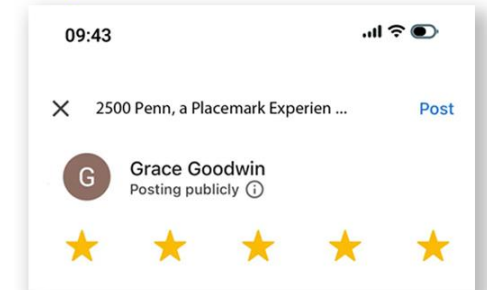 09:43
2500 Penn, a Placemark Experien ... Post
G
Grace Goodwin
Posting publicly